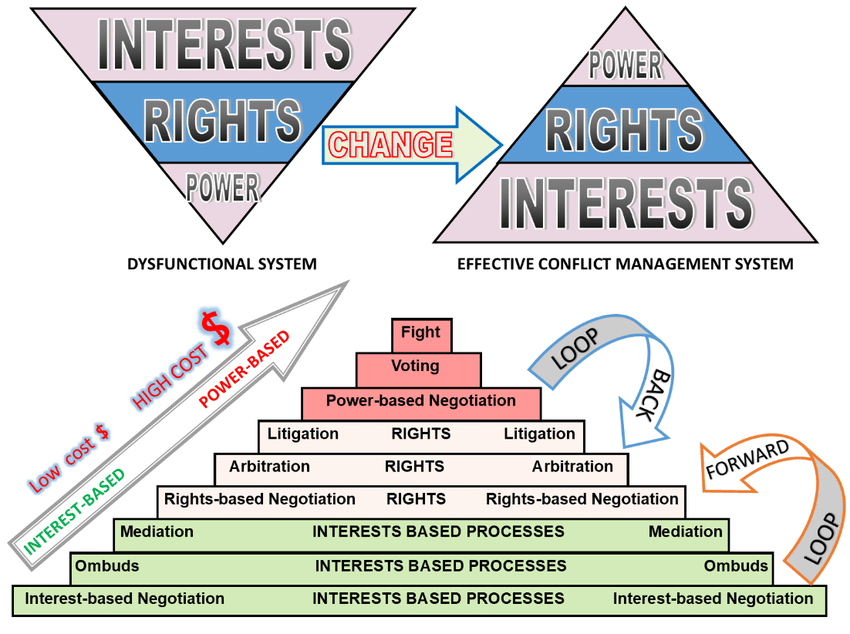 INTERESTS
RIGHTS
POWER
DYSFUNCTIONAL SYSTEM
CHANGE
POWER
RIGHTS
INTERESTS
EFFECTIVE CONFLICT MANAGEMENT SYSTEM
Low cost $
HIGH COST $
INTEREST-BASED
POWER-BASED
Fight
Voting
Power-based Negotiation
Litigation RIGHTS Litigation
Arbitration RIGHTS Arbitration
Rights-based Negotiation RIGHTS Rights-based Negotiation
Mediation INTERESTS BASED PROCESSES Mediation
Ombuds INTERESTS BASED PROCESSES Ombuds
Interest-based Negotiation INTERESTS BASED PROCESSES Interest-based Negotiation
LOOP
BACK
LOOP
FORWARD